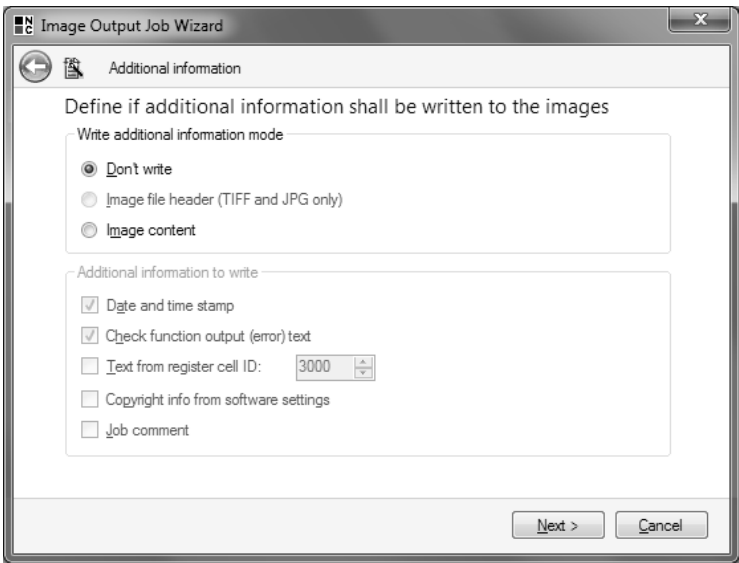 NC Image Output Job Wizard
Additional information
Define if additional information shall be written to the images
Write additional information mode
Don't write
Image file header (TIFF and JPG only)
Image content
Additional information to write
Date and time stamp
Check function output (error) text
Text from register cell ID: 3000
Copyright info from software settings
Job comment
Next > Cancel